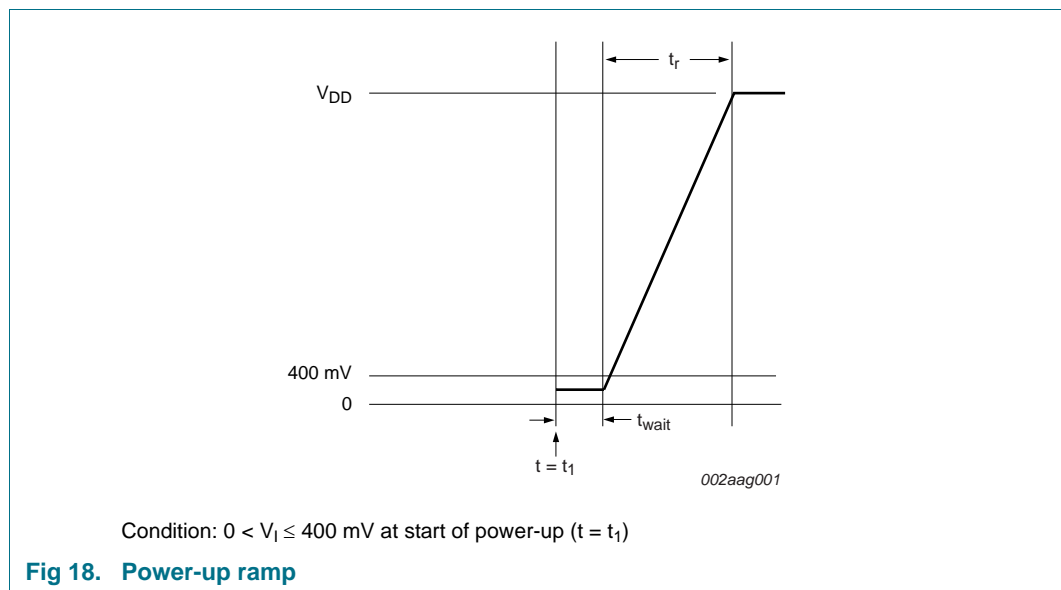 t_r
V_DD
400 mV
0
t_wait
t = t_1
002aag001
Condition: 0 < V_I ≤ 400 mV at start of power-up (t = t_1)
Fig 18. Power-up ramp